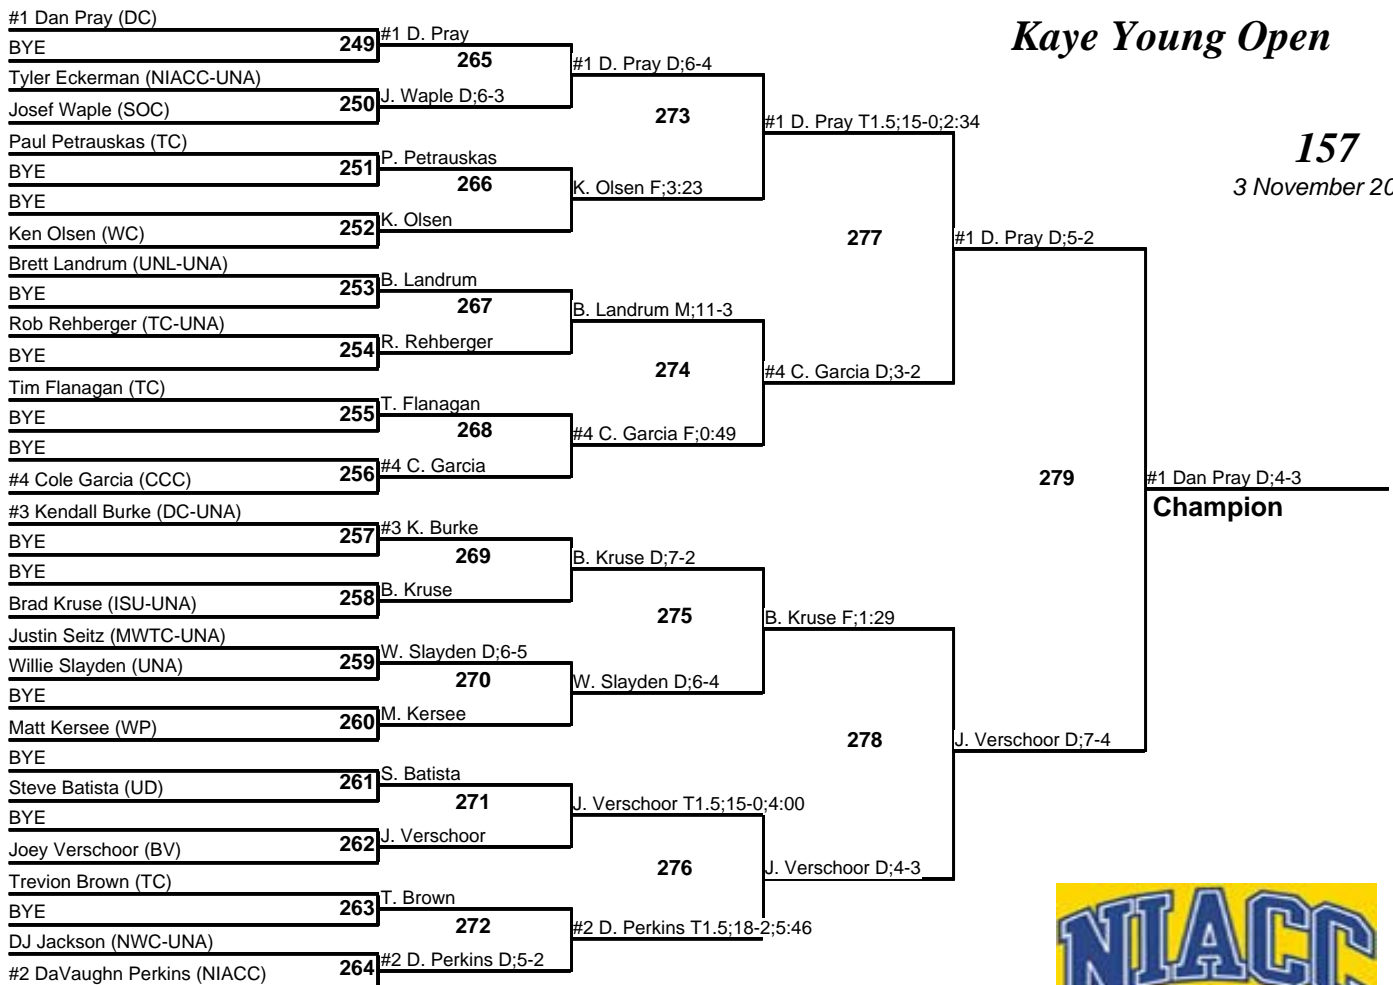 Kaye Young Open
157
3 November 20
#1 Dan Pray (DC)
BYE
249
Tyler Eckerman (NIACC-UNA)
Josef Waple (SOC)
250
Paul Petrauskas (TC)
BYE
251
BYE
Ken Olsen (WC)
252
Brett Landrum (UNL-UNA)
BYE
253
Rob Rehberger (TC-UNA)
BYE
254
Tim Flanagan (TC)
BYE
255
BYE
#4 Cole Garcia (CCC)
256
#3 Kendall Burke (DC-UNA)
BYE
257
BYE
Brad Kruse (ISU-UNA)
258
Justin Seitz (MWTC-UNA)
Willie Slayden (UNA)
259
BYE
Matt Kersee (WP)
260
BYE
Steve Batista (UD)
261
BYE
Joey Verschoor (BV)
262
Trevion Brown (TC)
BYE
263
DJ Jackson (NWC-UNA)
#2 DaVaughn Perkins (NIACC)
264
#1 D. Pray
265
J. Waple D;6-3
P. Petrauskas
266
K. Olsen
B. Landrum
267
R. Rehberger
T. Flanagan
268
#4 C. Garcia
#3 K. Burke
269
B. Kruse
W. Slayden D;6-5
270
M. Kersee
S. Batista
271
J. Verschoor
T. Brown
272
#2 D. Perkins D;5-2
#1 D. Pray D;6-4
273
K. Olsen F;3:23
B. Landrum M;11-3
274
#4 C. Garcia F;0:49
B. Kruse D;7-2
275
W. Slayden D;6-4
J. Verschoor T1.5;15-0;4:00
276
#2 D. Perkins T1.5;18-2;5:46
#1 D. Pray T1.5;15-0;2:34
277
#4 C. Garcia D;3-2
B. Kruse F;1:29
278
J. Verschoor D;4-3
#1 D. Pray D;5-2
279
J. Verschoor D;7-4
#1 Dan Pray D;4-3
Champion
NIACC